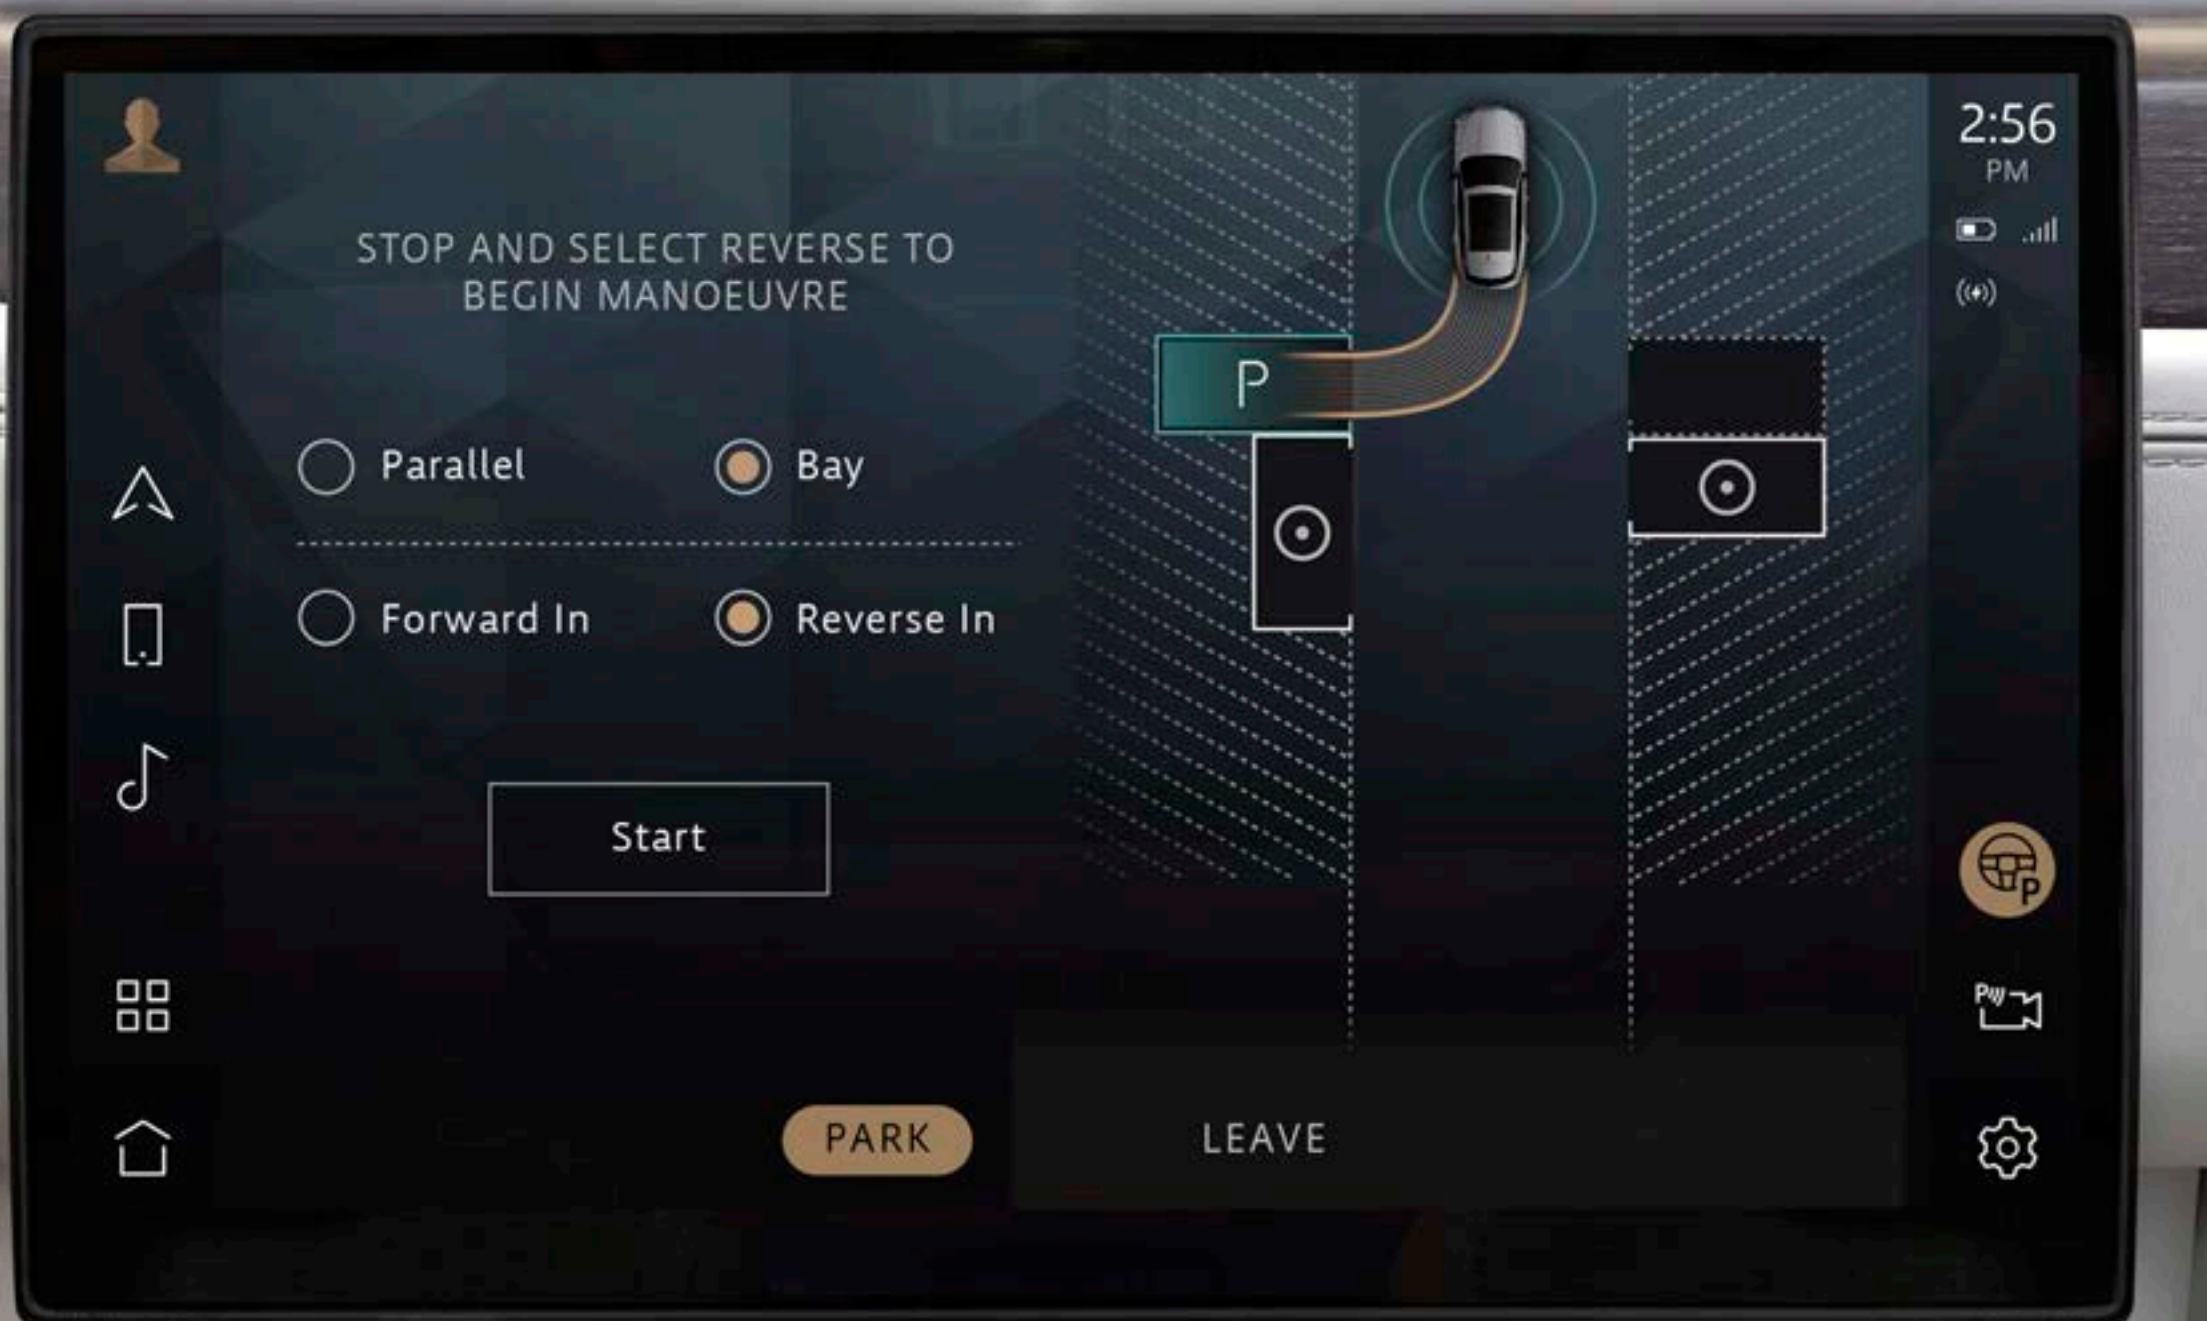 2:56
PM
STOP AND SELECT REVERSE TO
BEGIN MANOEUVRE
P
Parallel
Bay
Forward In
Reverse In
Start
P
P
PARK
LEAVE